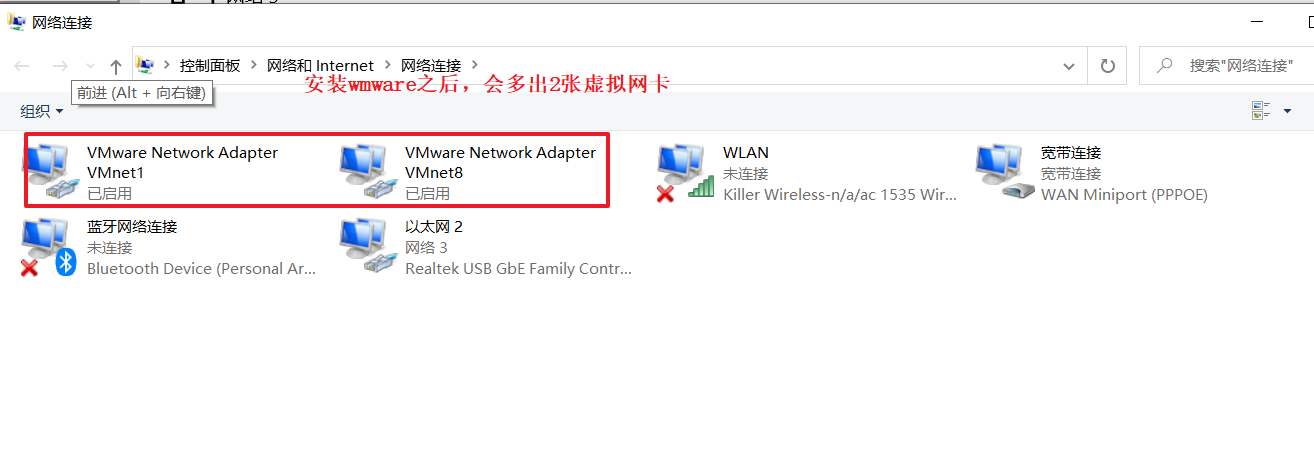 网络连接
控制面板 网络和 Internet 网络连接
搜索"网络连接"
安装wmware之后，会多出2张虚拟网卡
前进 (Alt + 向右键)
组织
VMware Network Adapter
VMnet1
已启用
VMware Network Adapter
VMnet8
已启用
WLAN
未连接
Killer Wireless-n/a/ac 1535 Wir...
宽带连接
宽带连接
WAN Miniport (PPPOE)
蓝牙网络连接
未连接
Bluetooth Device (Personal Ar...
以太网 2
网络 3
Realtek USB GbE Family Contr...